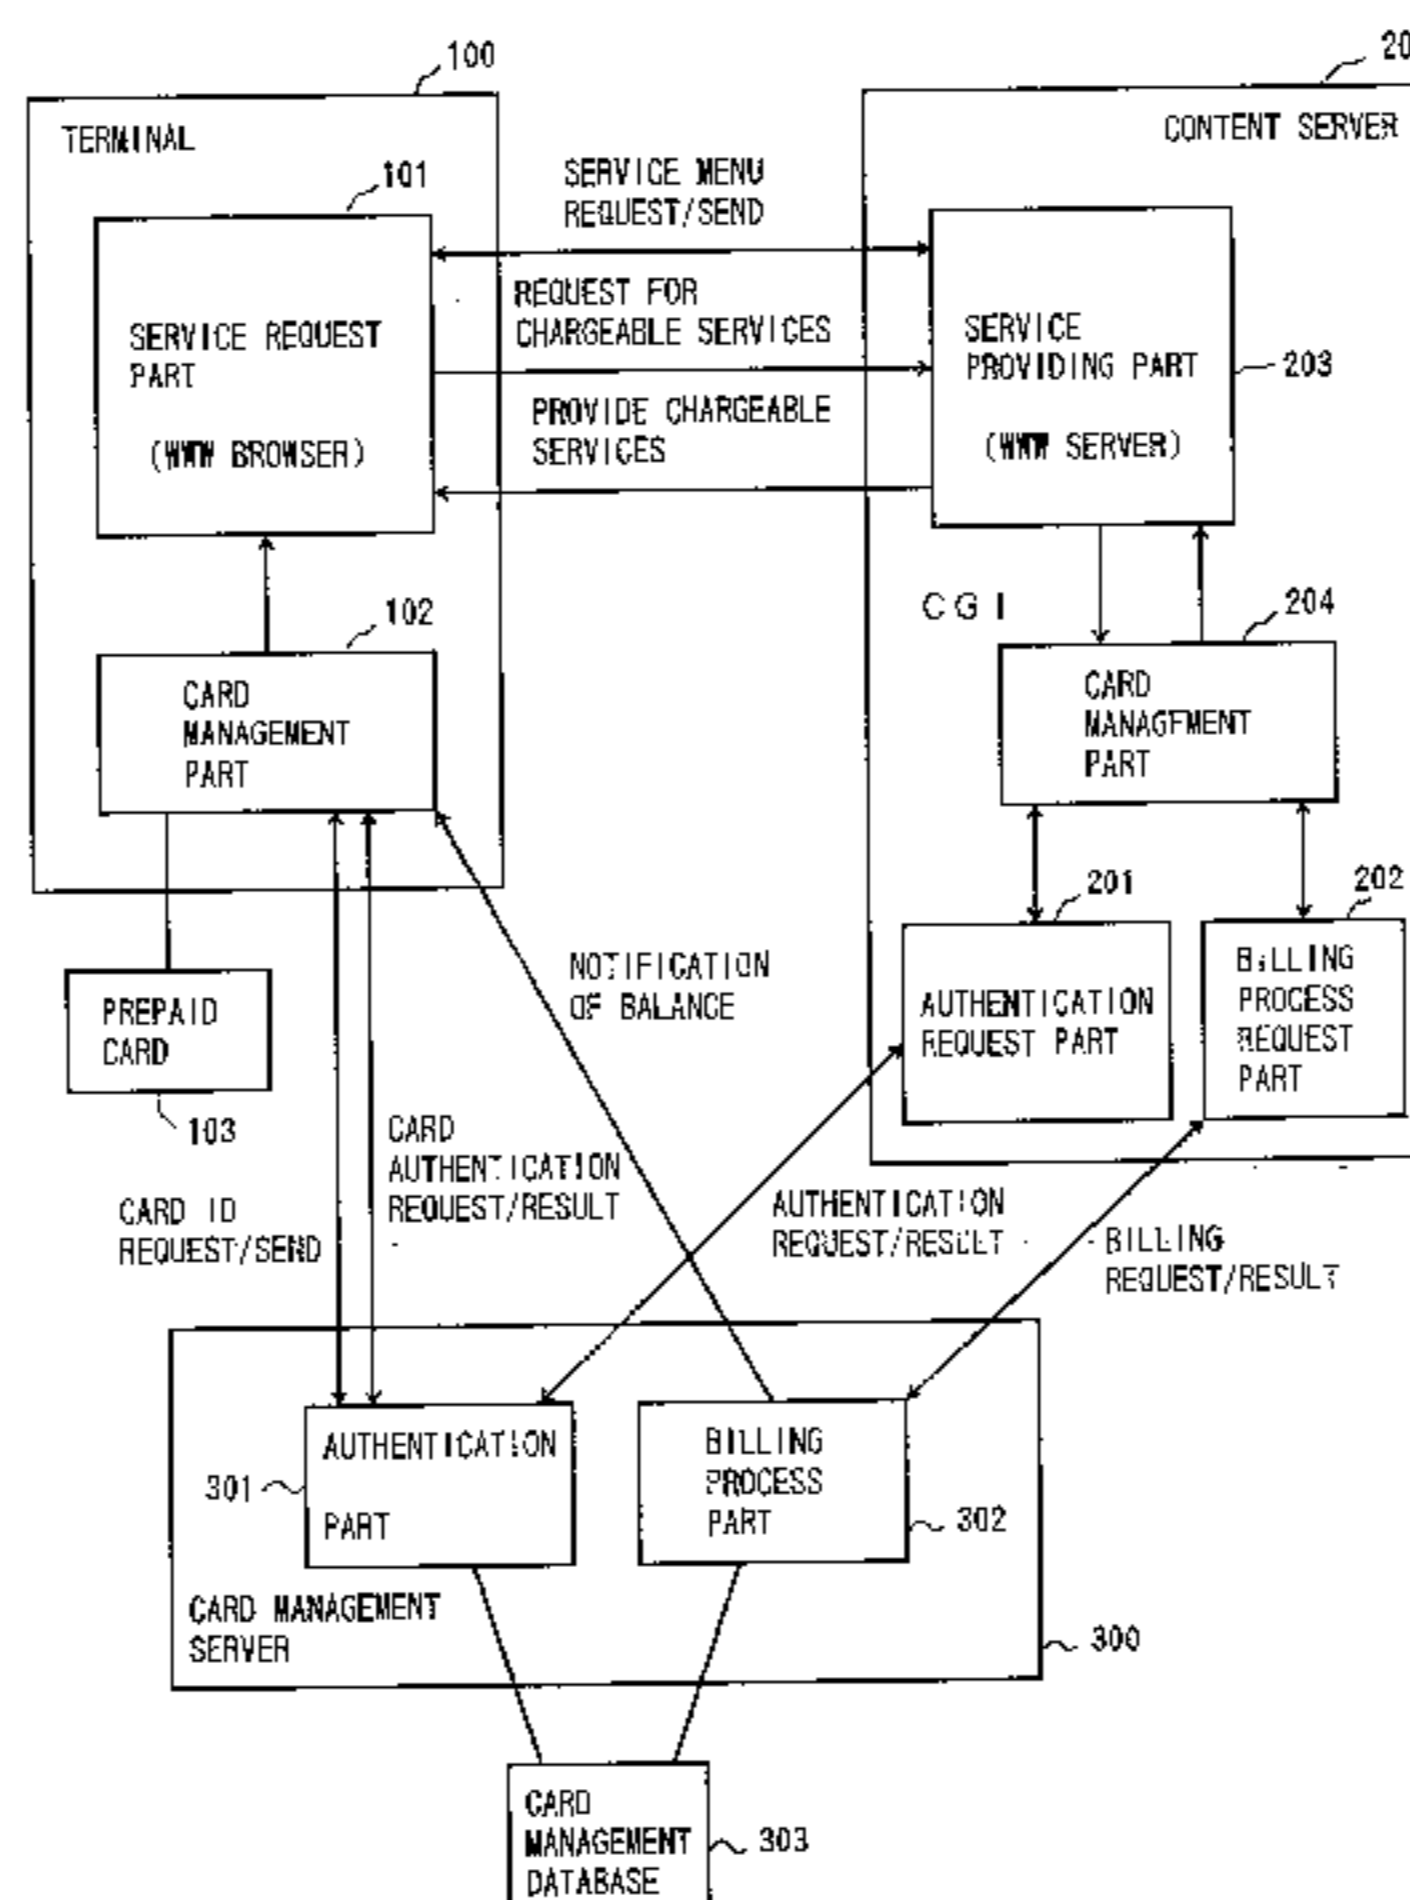 100
20
TERMINAL
CONTENT SERVER
101
SERVICE MENU
REQUEST/SEND
REQUEST FOR
CHARGEABLE SERVICES
SERVICE REQUEST
PART
(WWW BROWSER)
SERVICE
PROVIDING PART
(WWW SERVER)
203
PROVIDE CHARGEABLE
SERVICES
CGI
102
204
CARD
MANAGEMENT
PART
CARD
MANAGEMENT
PART
201
202
PREPAID
CARD
103
NOTIFICATION
OF BALANCE
AUTHENTICATION
REQUEST PART
BILLING
PROCESS
REQUEST
PART
CARD ID
REQUEST/SEND
CARD
AUTHENTICATION
REQUEST/RESULT
AUTHENTICATION
REQUEST/RESULT
BILLING
REQUEST/RESULT
301
AUTHENTICATION
PART
BILLING
PROCESS
PART
302
CARD MANAGEMENT
SERVER
300
CARD
MANAGEMENT
DATABASE
303